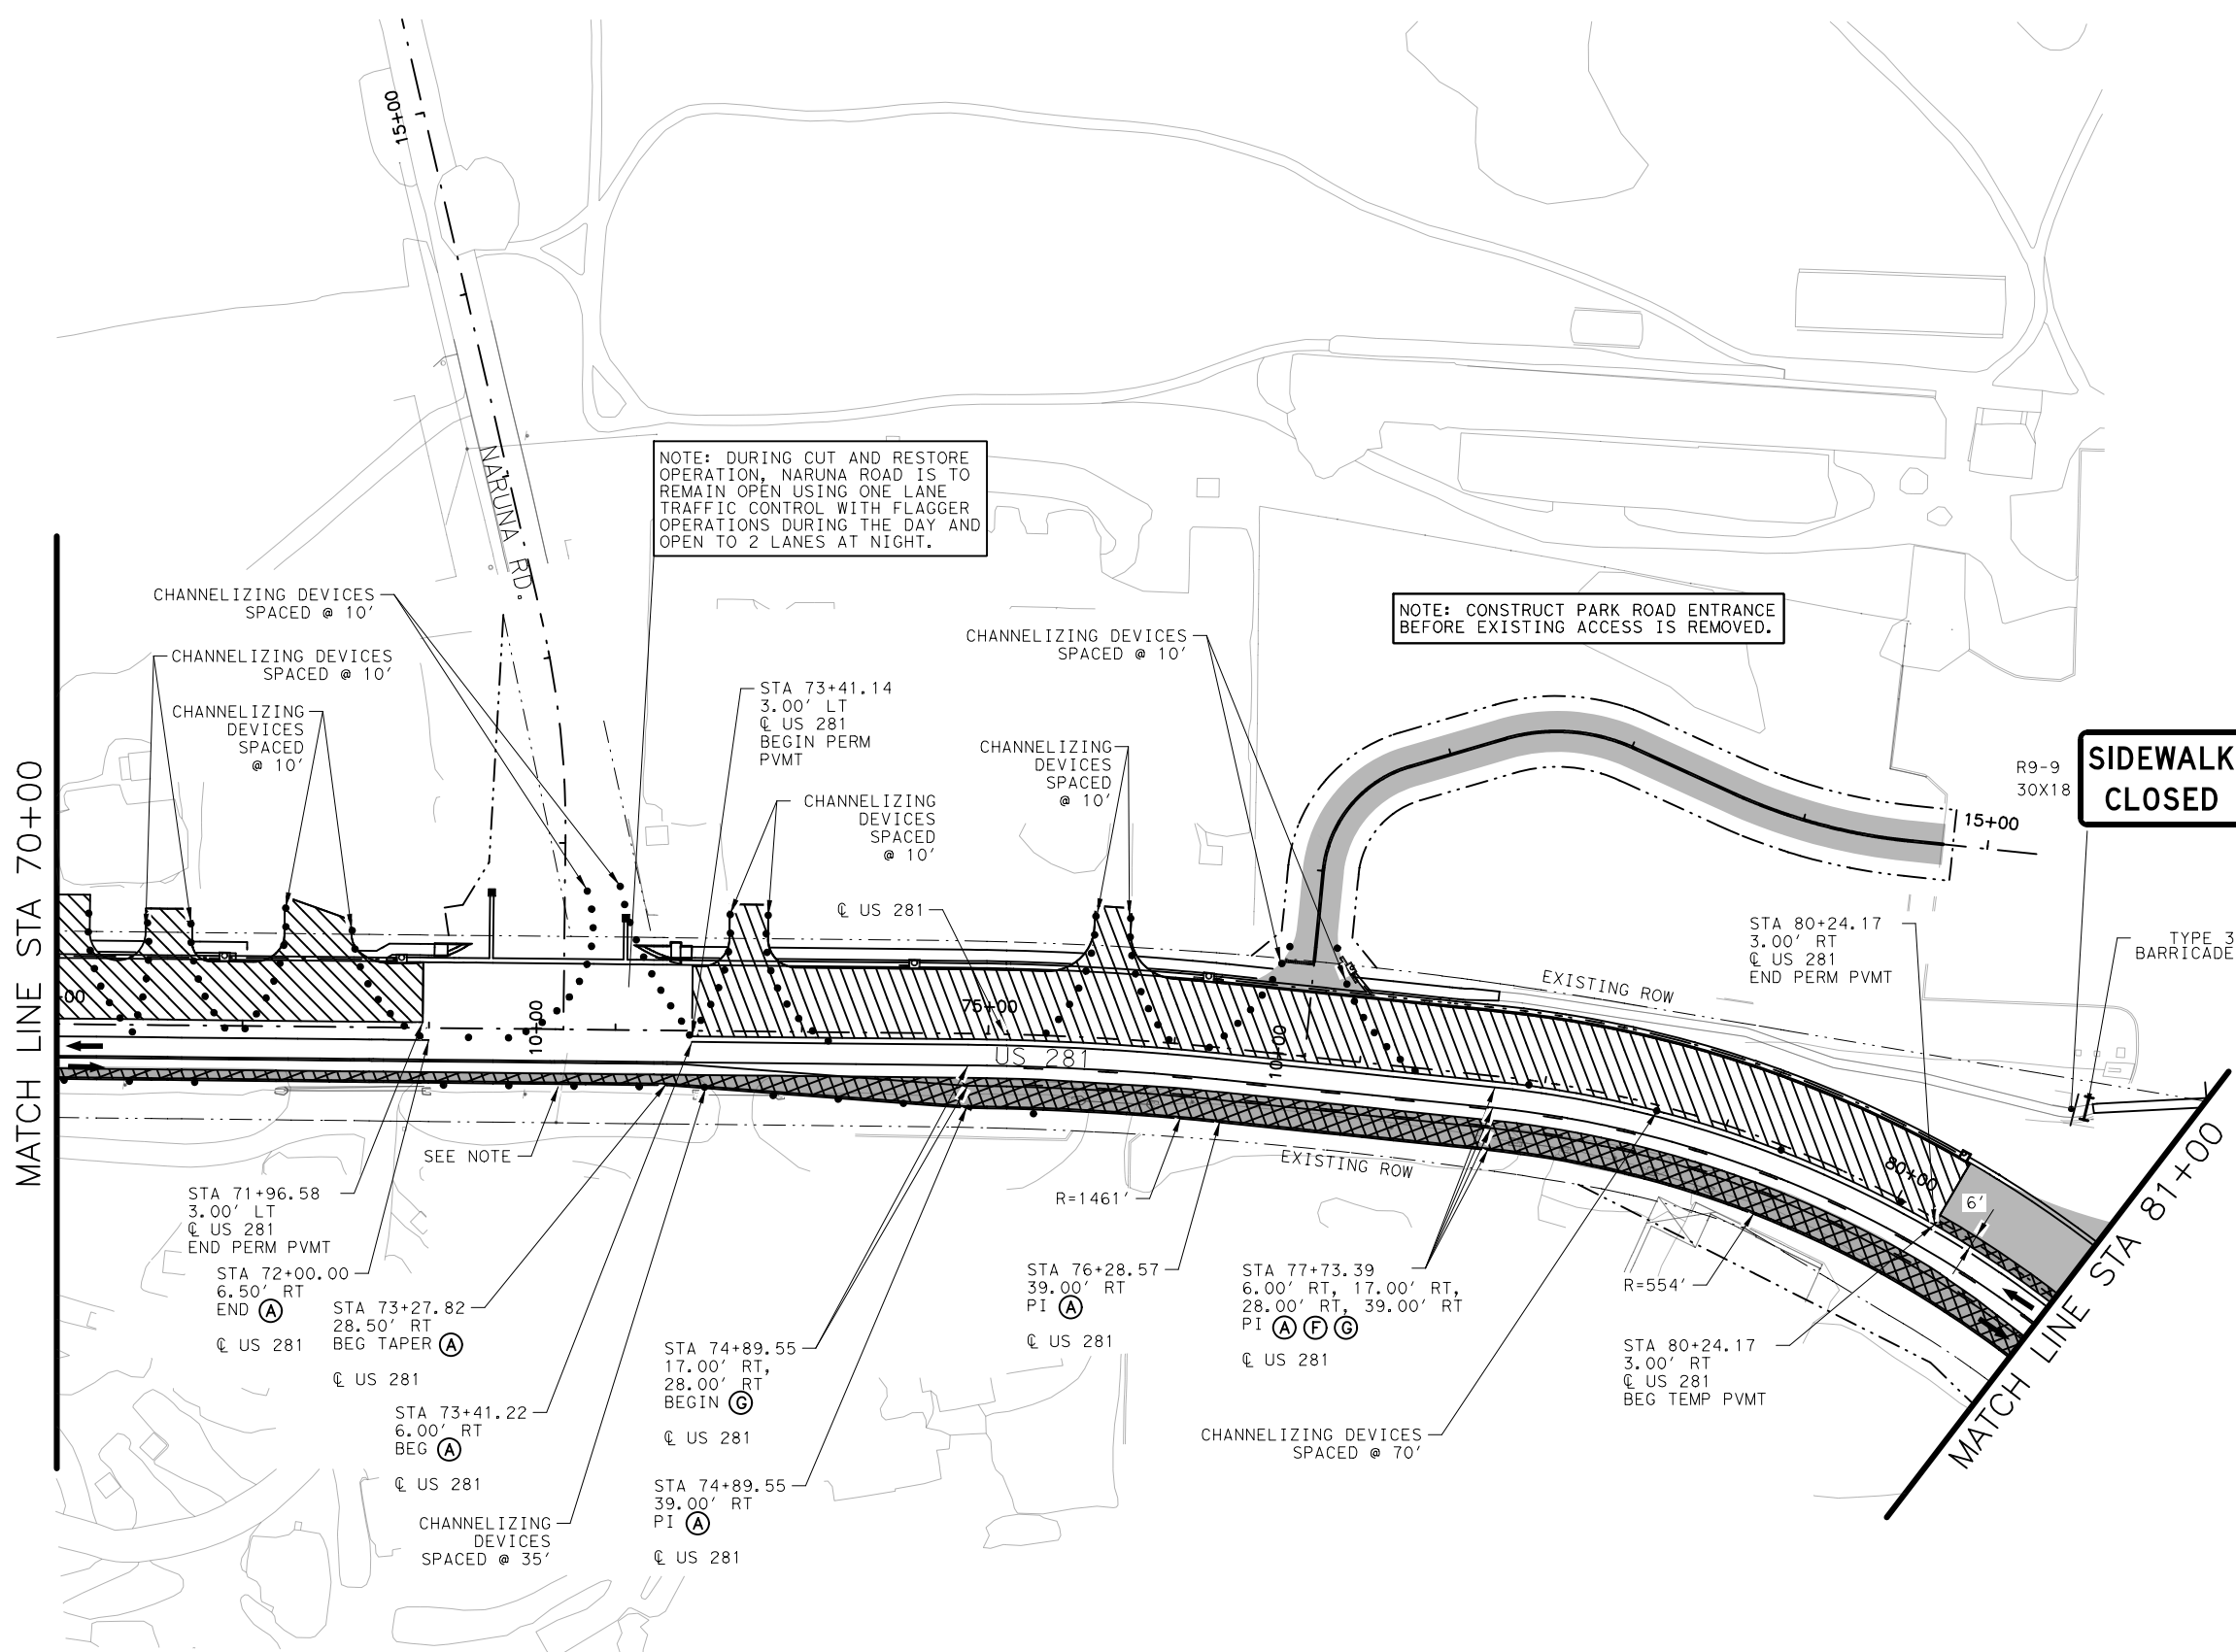 15+00
NARUNA RD.
NOTE: DURING CUT AND RESTORE
OPERATION, NARUNA ROAD IS TO
REMAIN OPEN USING ONE LANE
TRAFFIC CONTROL WITH FLAGGER
OPERATIONS DURING THE DAY AND
OPEN TO 2 LANES AT NIGHT.
CHANNELIZING DEVICES
SPACED @ 10'
CHANNELIZING DEVICES
SPACED @ 10'
CHANNELIZING
DEVICES
SPACED
@ 10'
STA 73+41.14
3.00' LT
℄ US 281
BEGIN PERM
PVMT
CHANNELIZING
DEVICES
SPACED
@ 10'
CHANNELIZING DEVICES
SPACED @ 10'
CHANNELIZING
DEVICES
SPACED
@ 10'
NOTE: CONSTRUCT PARK ROAD ENTRANCE
BEFORE EXISTING ACCESS IS REMOVED.
R9-9
30X18
SIDEWALK
CLOSED
15+00
℄ US 281
STA 80+24.17
3.00' RT
℄ US 281
END PERM PVMT
TYPE 3
BARRICADE
EXISTING ROW
MATCH LINE STA 70+00
+00
10+00
75+00
US 281
10+00
80+00
6'
SEE NOTE
EXISTING ROW
R=1461'
R=554'
STA 71+96.58
3.00' LT
℄ US 281
END PERM PVMT
STA 72+00.00
6.50' RT
END A
℄ US 281
STA 73+27.82
28.50' RT
BEG TAPER A
℄ US 281
STA 73+41.22
6.00' RT
BEG A
℄ US 281
CHANNELIZING
DEVICES
SPACED @ 35'
STA 74+89.55
17.00' RT,
28.00' RT
BEGIN G
℄ US 281
STA 74+89.55
39.00' RT
PI A
℄ US 281
STA 76+28.57
39.00' RT
PI A
℄ US 281
STA 77+73.39
6.00' RT, 17.00' RT,
28.00' RT, 39.00' RT
PI A F G
℄ US 281
CHANNELIZING DEVICES
SPACED @ 70'
STA 80+24.17
3.00' RT
℄ US 281
BEG TEMP PVMT
MATCH LINE STA 81+00